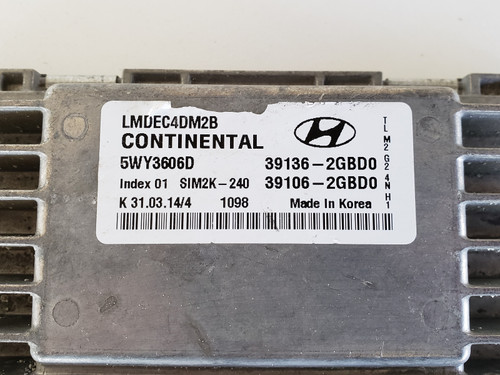 LMDEC4DM2B
CONTINENTAL
5WY3606D 39136-2GBD0
Index 01 SIM2K-240 39106-2GBD0
K 31.03.14/4 1098 Made In Korea
TL M2 G2 4N H1